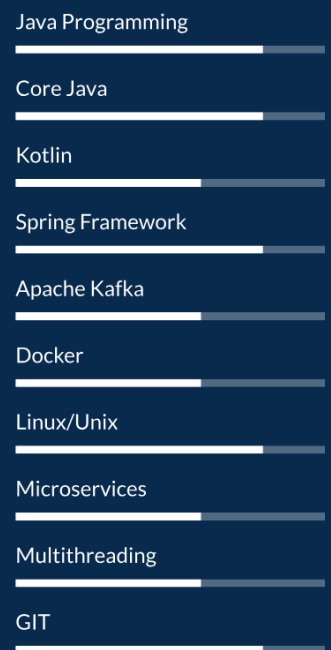 Java Programming
Core Java
Kotlin
Spring Framework
Apache Kafka
Docker
Linux/Unix
Microservices
Multithreading
GIT